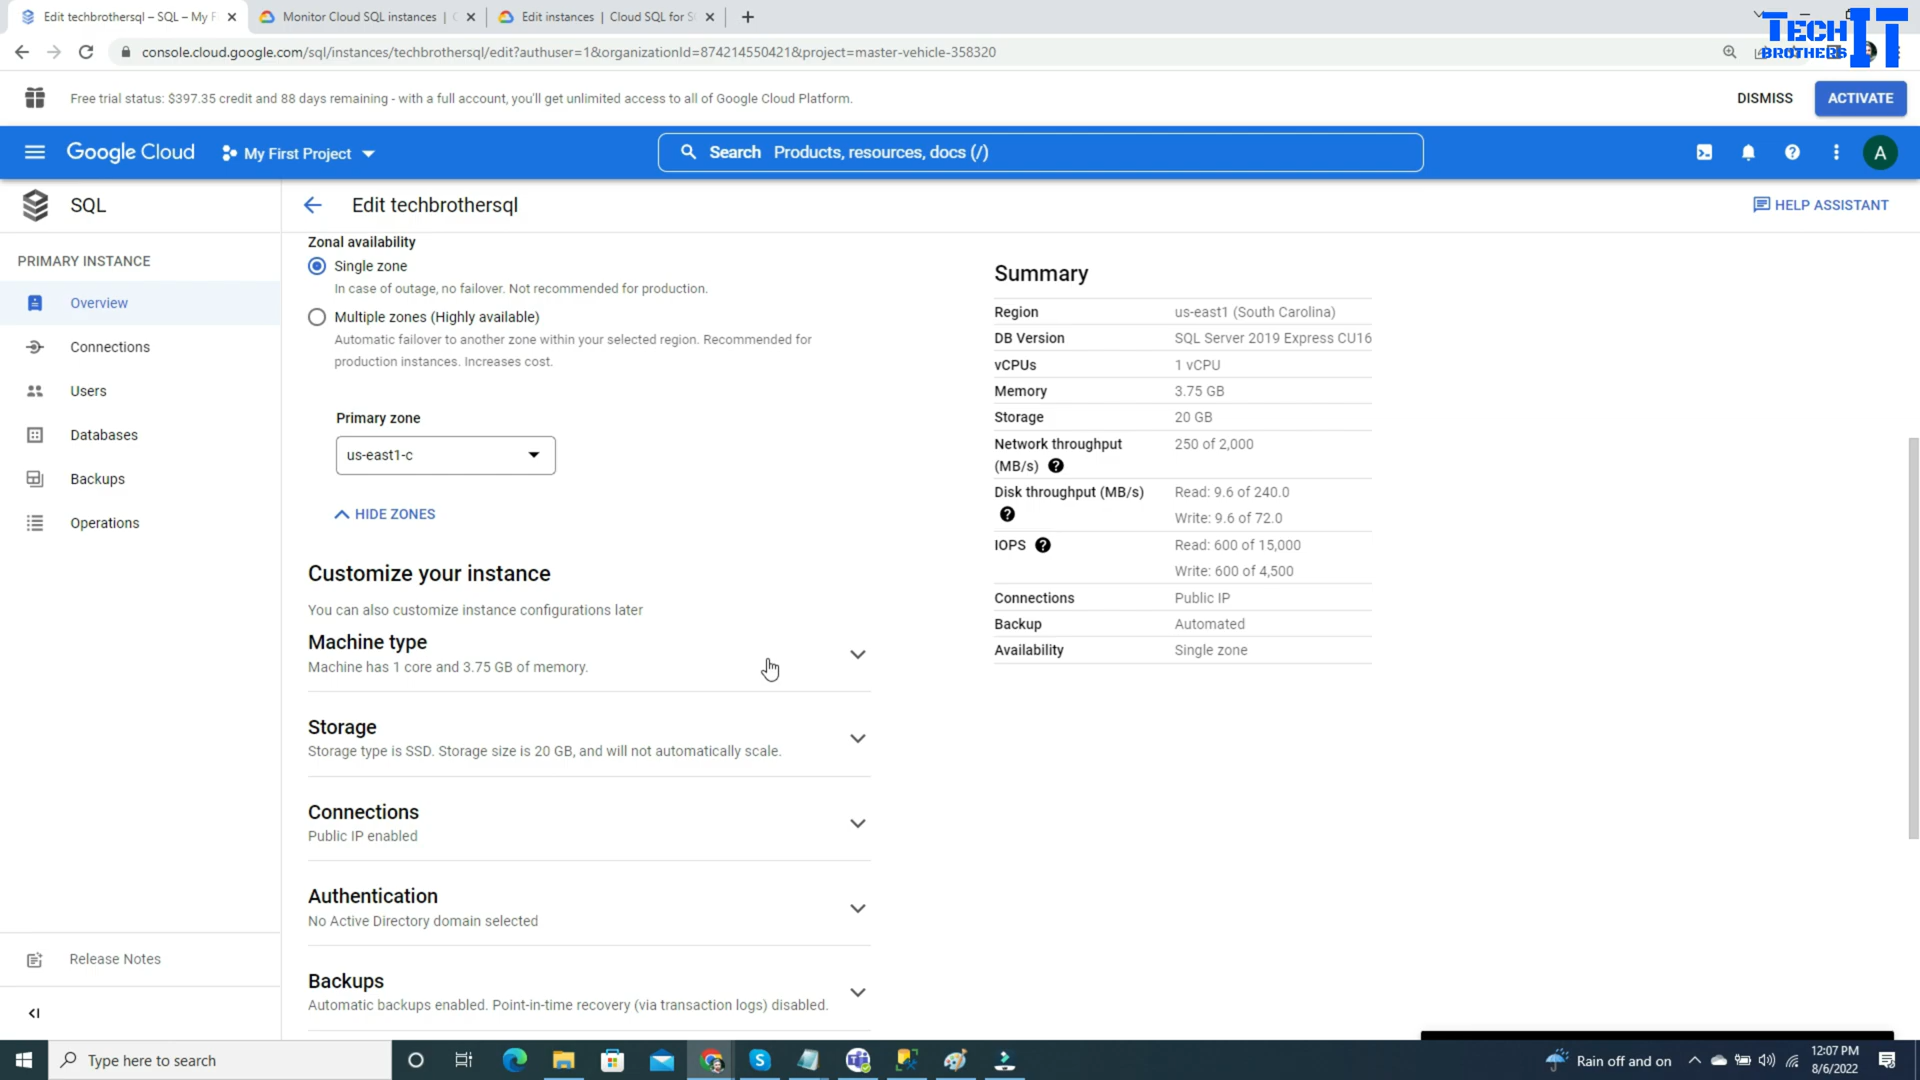 Edit techbrothersql – SQL – My F
Monitor Cloud SQL instances | C
Edit instances | Cloud SQL for S
TECH IT
BROTHERS
console.cloud.google.com/sql/instances/techbrothersql/edit?authuser=1&organizationId=874214550421&project=master-vehicle-358320
Free trial status: $397.35 credit and 88 days remaining - with a full account, you'll get unlimited access to all of Google Cloud Platform.
DISMISS
ACTIVATE
Google Cloud
My First Project
Search Products, resources, docs (/)
A
SQL
Edit techbrothersql
HELP ASSISTANT
PRIMARY INSTANCE
Overview
Connections
Users
Databases
Backups
Operations
Release Notes
Zonal availability
Single zone
In case of outage, no failover. Not recommended for production.
Multiple zones (Highly available)
Automatic failover to another zone within your selected region. Recommended for
production instances. Increases cost.
Primary zone
us-east1-c
HIDE ZONES
Customize your instance
You can also customize instance configurations later
Machine type
Machine has 1 core and 3.75 GB of memory.
Storage
Storage type is SSD. Storage size is 20 GB, and will not automatically scale.
Connections
Public IP enabled
Authentication
No Active Directory domain selected
Backups
Automatic backups enabled. Point-in-time recovery (via transaction logs) disabled.
Summary
Region us-east1 (South Carolina)
DB Version SQL Server 2019 Express CU16
vCPUs 1 vCPU
Memory 3.75 GB
Storage 20 GB
Network throughput 250 of 2,000
(MB/s)
Disk throughput (MB/s) Read: 9.6 of 240.0
Write: 9.6 of 72.0
IOPS Read: 600 of 15,000
Write: 600 of 4,500
Connections Public IP
Backup Automated
Availability Single zone
Type here to search
Rain off and on
12:07 PM
8/6/2022